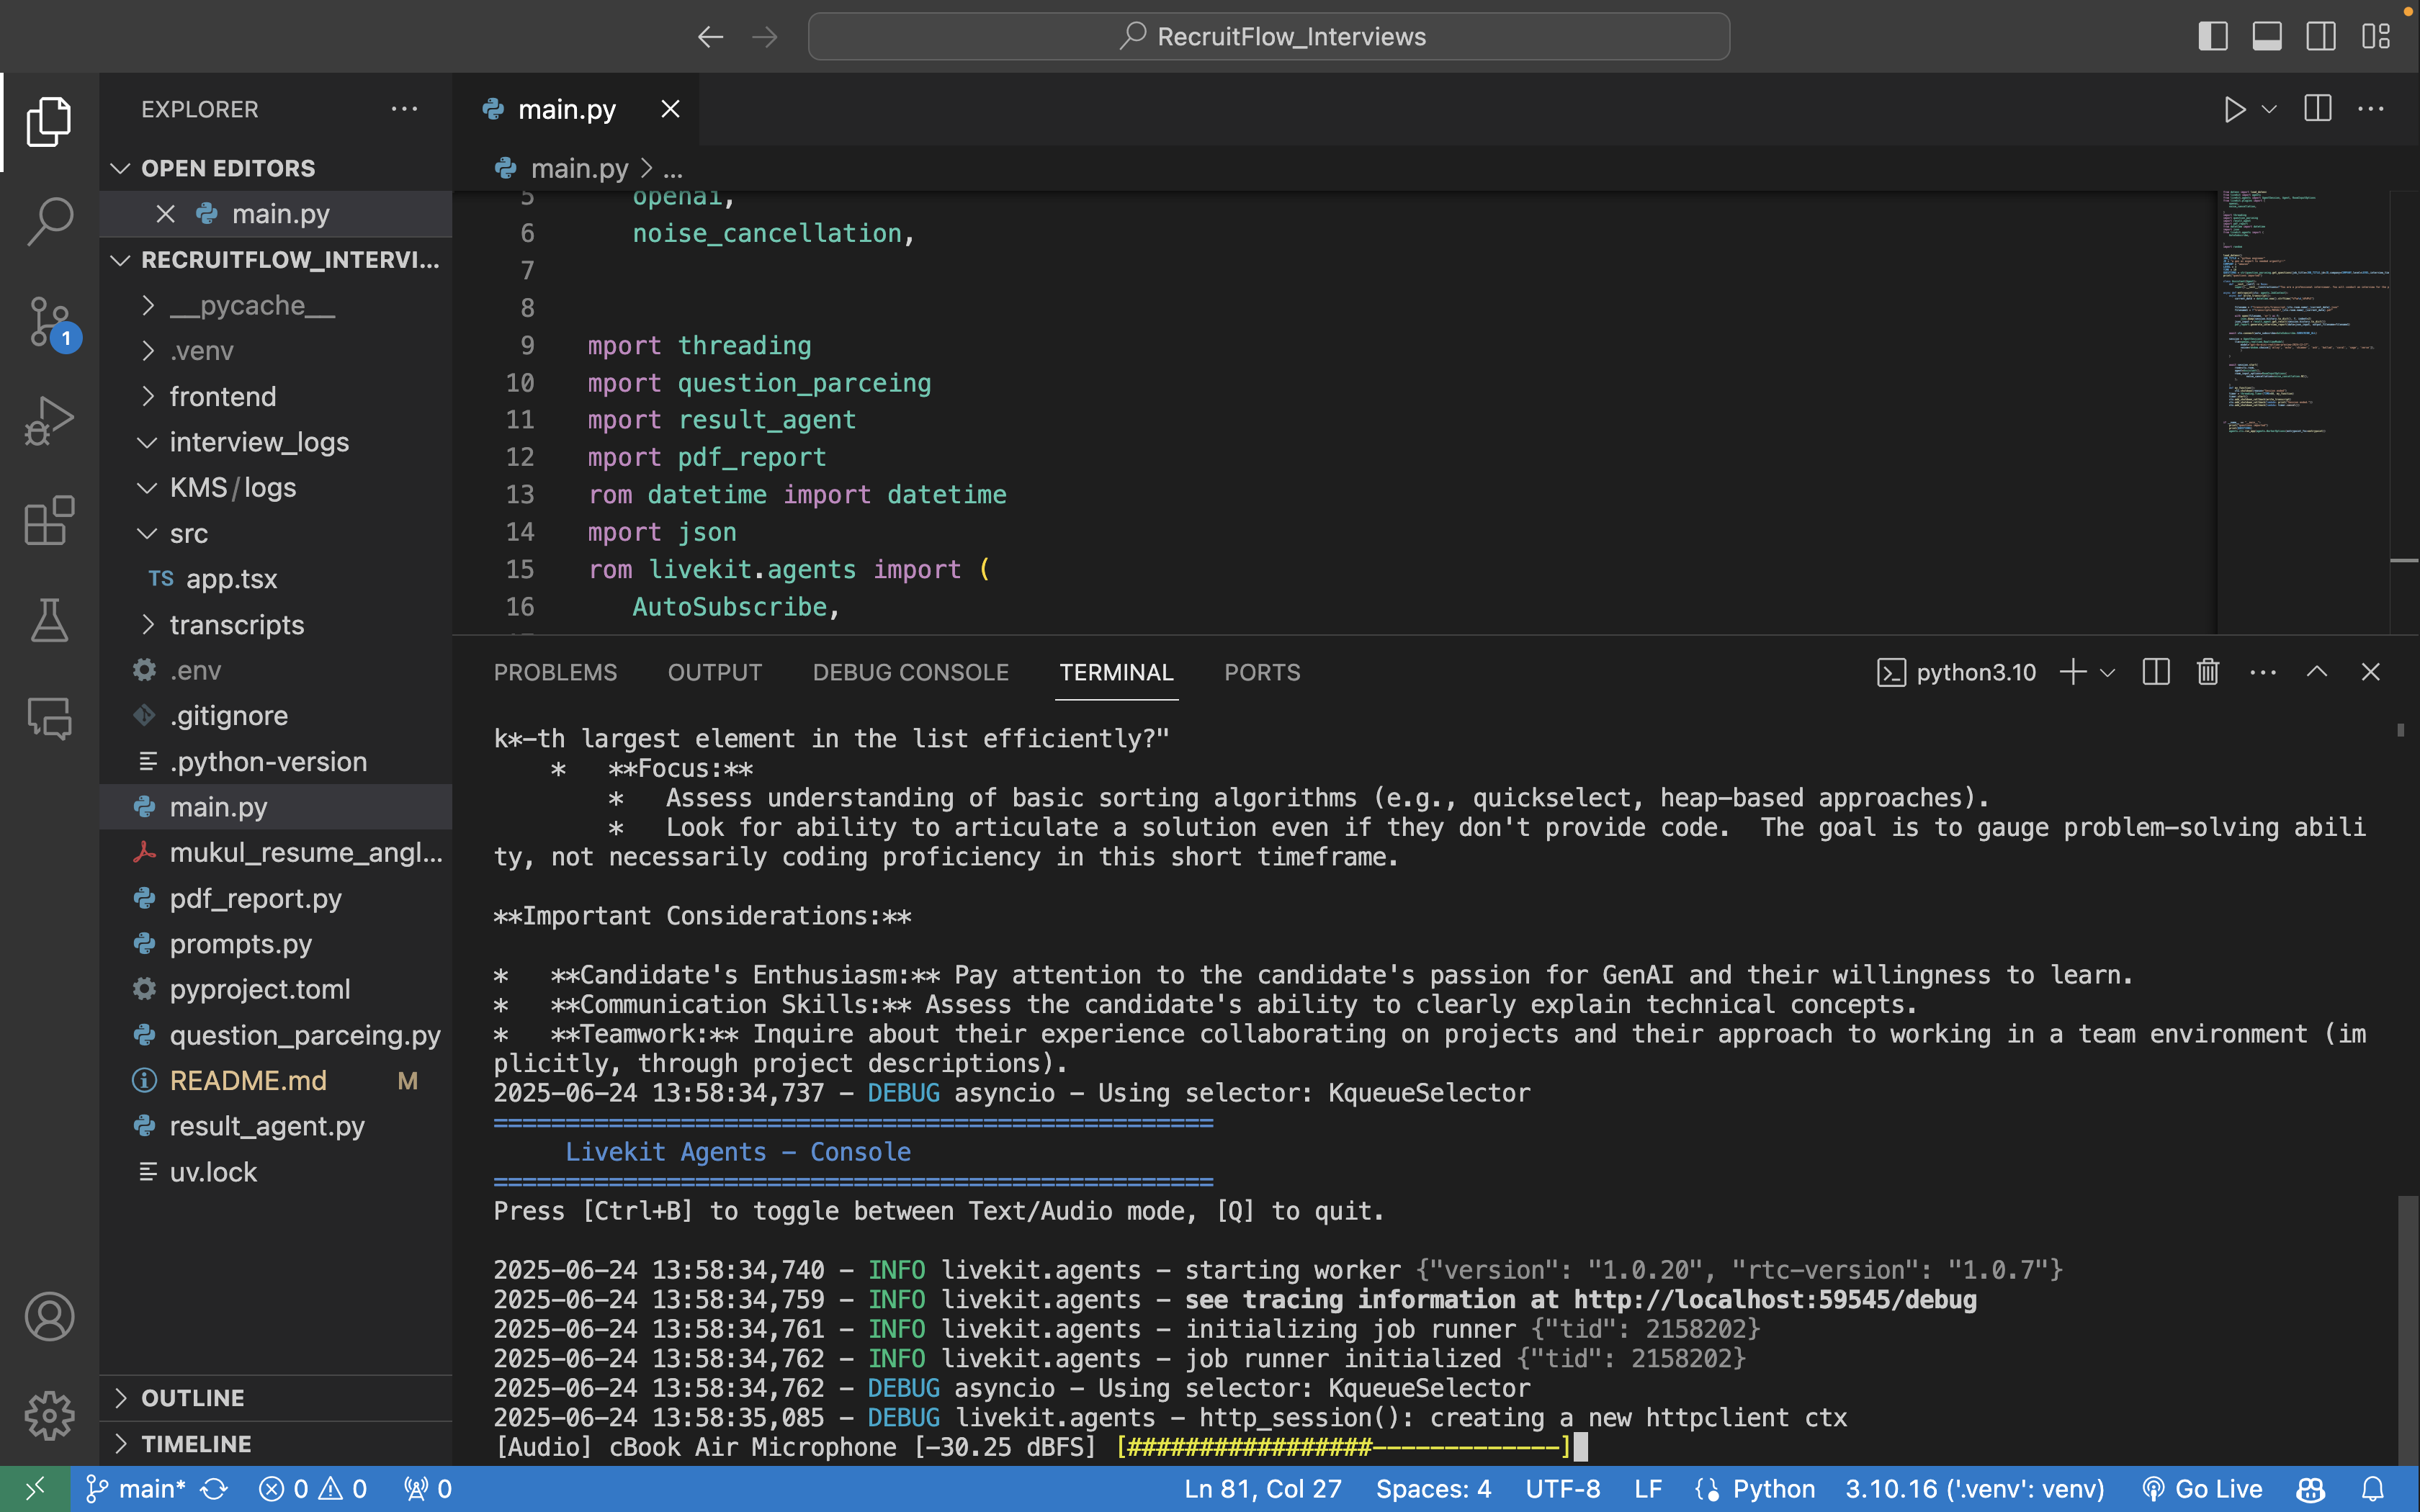 RecruitFlow_Interviews
EXPLORER
OPEN EDITORS
main.py
RECRUITFLOW_INTERVI...
__pycache__
.venv
frontend
interview_logs
KMS/logs
src
TS app.tsx
transcripts
.env
.gitignore
.python-version
main.py
mukul_resume_angl...
pdf_report.py
prompts.py
pyproject.toml
question_parceing.py
README.md M
result_agent.py
uv.lock
OUTLINE
TIMELINE
1
main.py
main.py > ...
5 openai,
6 noise_cancellation,
7
8
9 mport threading
10 mport question_parceing
11 mport result_agent
12 mport pdf_report
13 rom datetime import datetime
14 mport json
15 rom livekit.agents import (
16 AutoSubscribe,
PROBLEMS OUTPUT DEBUG CONSOLE TERMINAL PORTS
python3.10
k*-th largest element in the list efficiently?"
* **Focus:**
* Assess understanding of basic sorting algorithms (e.g., quickselect, heap-based approaches).
* Look for ability to articulate a solution even if they don't provide code. The goal is to gauge problem-solving abili
ty, not necessarily coding proficiency in this short timeframe.
**Important Considerations:**
* **Candidate's Enthusiasm:** Pay attention to the candidate's passion for GenAI and their willingness to learn.
* **Communication Skills:** Assess the candidate's ability to clearly explain technical concepts.
* **Teamwork:** Inquire about their experience collaborating on projects and their approach to working in a team environment (im
plicitly, through project descriptions).
2025-06-24 13:58:34,737 - DEBUG asyncio - Using selector: KqueueSelector
==================================================
Livekit Agents - Console
==================================================
Press [Ctrl+B] to toggle between Text/Audio mode, [Q] to quit.
2025-06-24 13:58:34,740 - INFO livekit.agents - starting worker {"version": "1.0.20", "rtc-version": "1.0.7"}
2025-06-24 13:58:34,759 - INFO livekit.agents - see tracing information at http://localhost:59545/debug
2025-06-24 13:58:34,761 - INFO livekit.agents - initializing job runner {"tid": 2158202}
2025-06-24 13:58:34,762 - INFO livekit.agents - job runner initialized {"tid": 2158202}
2025-06-24 13:58:34,762 - DEBUG asyncio - Using selector: KqueueSelector
2025-06-24 13:58:35,085 - DEBUG livekit.agents - http_session(): creating a new httpclient ctx
[Audio] cBook Air Microphone [-30.25 dBFS] [#################-------------]
main* 0 0 0 Ln 81, Col 27 Spaces: 4 UTF-8 LF Python 3.10.16 ('.venv': venv) Go Live